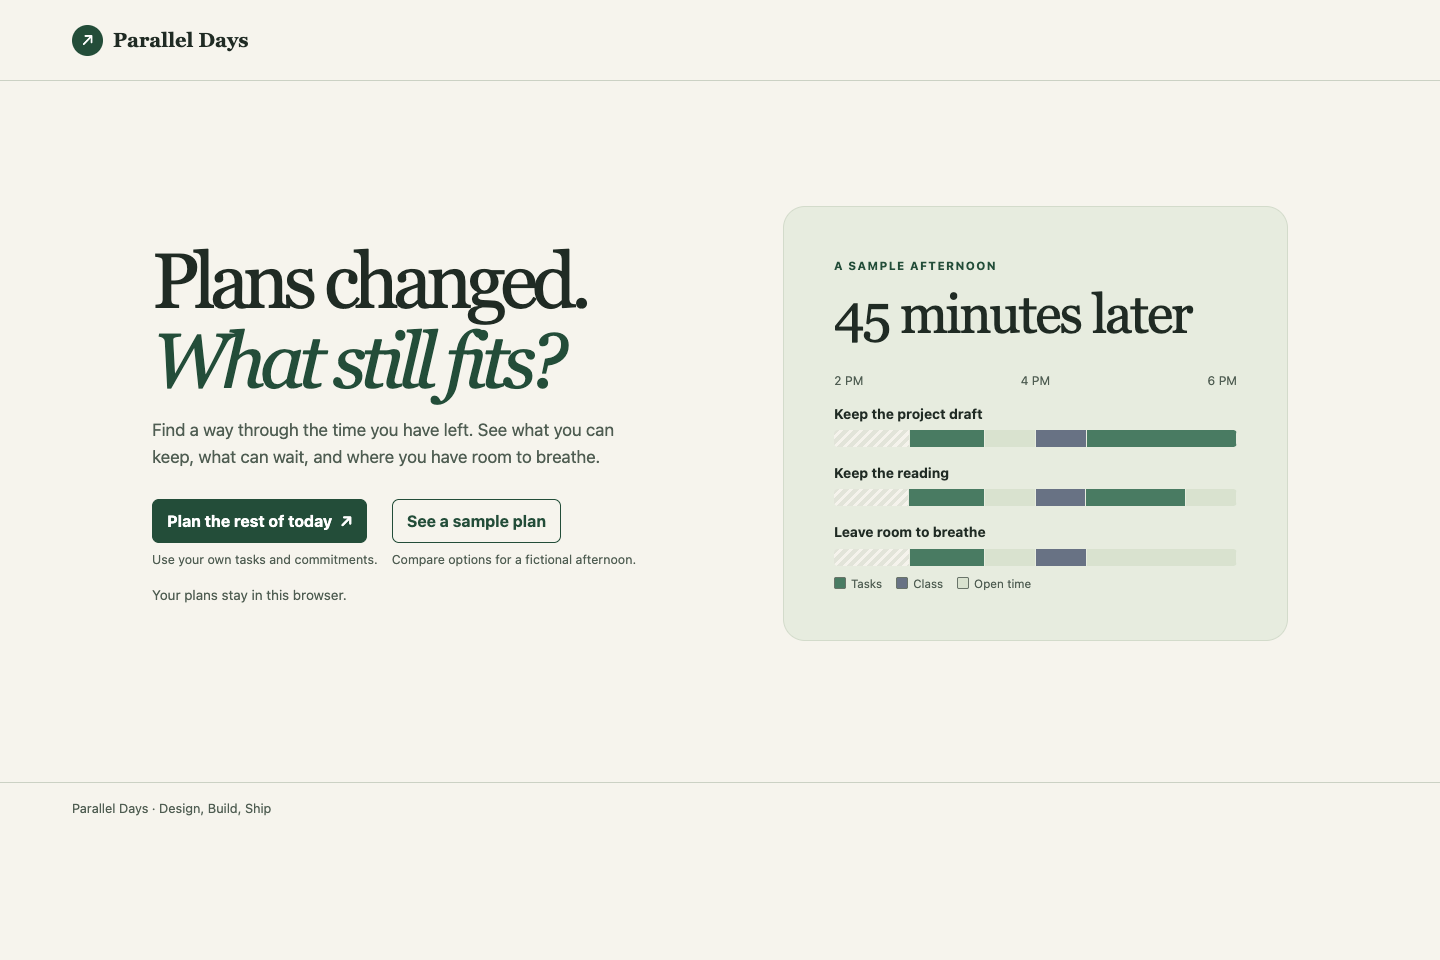 Parallel Days
Plans changed.
What still fits?
Find a way through the time you have left. See what you can
keep, what can wait, and where you have room to breathe.
Plan the rest of today
Use your own tasks and commitments.
See a sample plan
Compare options for a fictional afternoon.
Your plans stay in this browser.
A SAMPLE AFTERNOON
45 minutes later
2 PM 4 PM 6 PM
Keep the project draft
Keep the reading
Leave room to breathe
Tasks Class Open time
Parallel Days · Design, Build, Ship